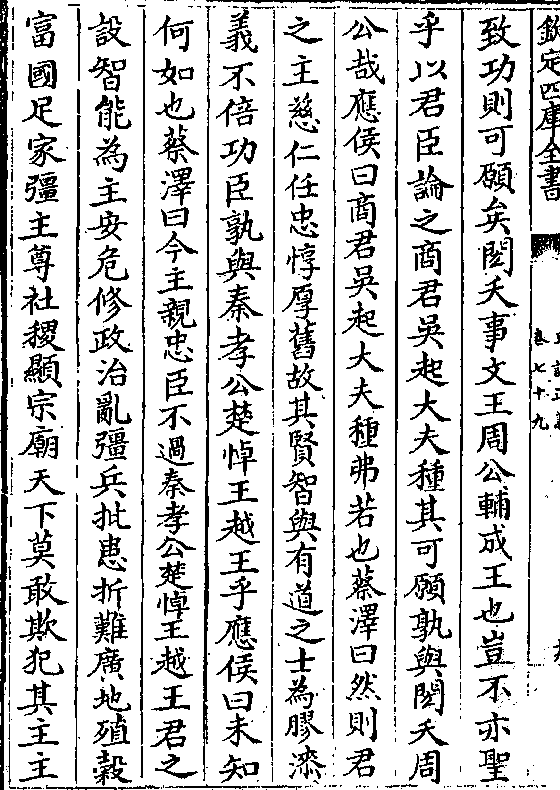 欽定四庫全書
卷七十九
致功則可願矣閎夭事文王周公輔成王也豈不亦聖
乎以君臣論之商君吳起大夫種其可願孰與閎夭周
公哉應侯曰商君吳起大夫種弗若也蔡澤曰然則君
之主慈仁任忠惇厚舊故其賢智與有道之士為膠漆
義不倍功臣孰與秦孝公楚悼王越王乎應侯曰未知
何如也蔡澤曰今主親忠臣不過秦孝公楚悼王越王君之
設智能為主安危修政治亂彊兵批患折難廣地殖榖
富國足家彊主尊社稷顯宗廟天下莫敢欺犯其主主